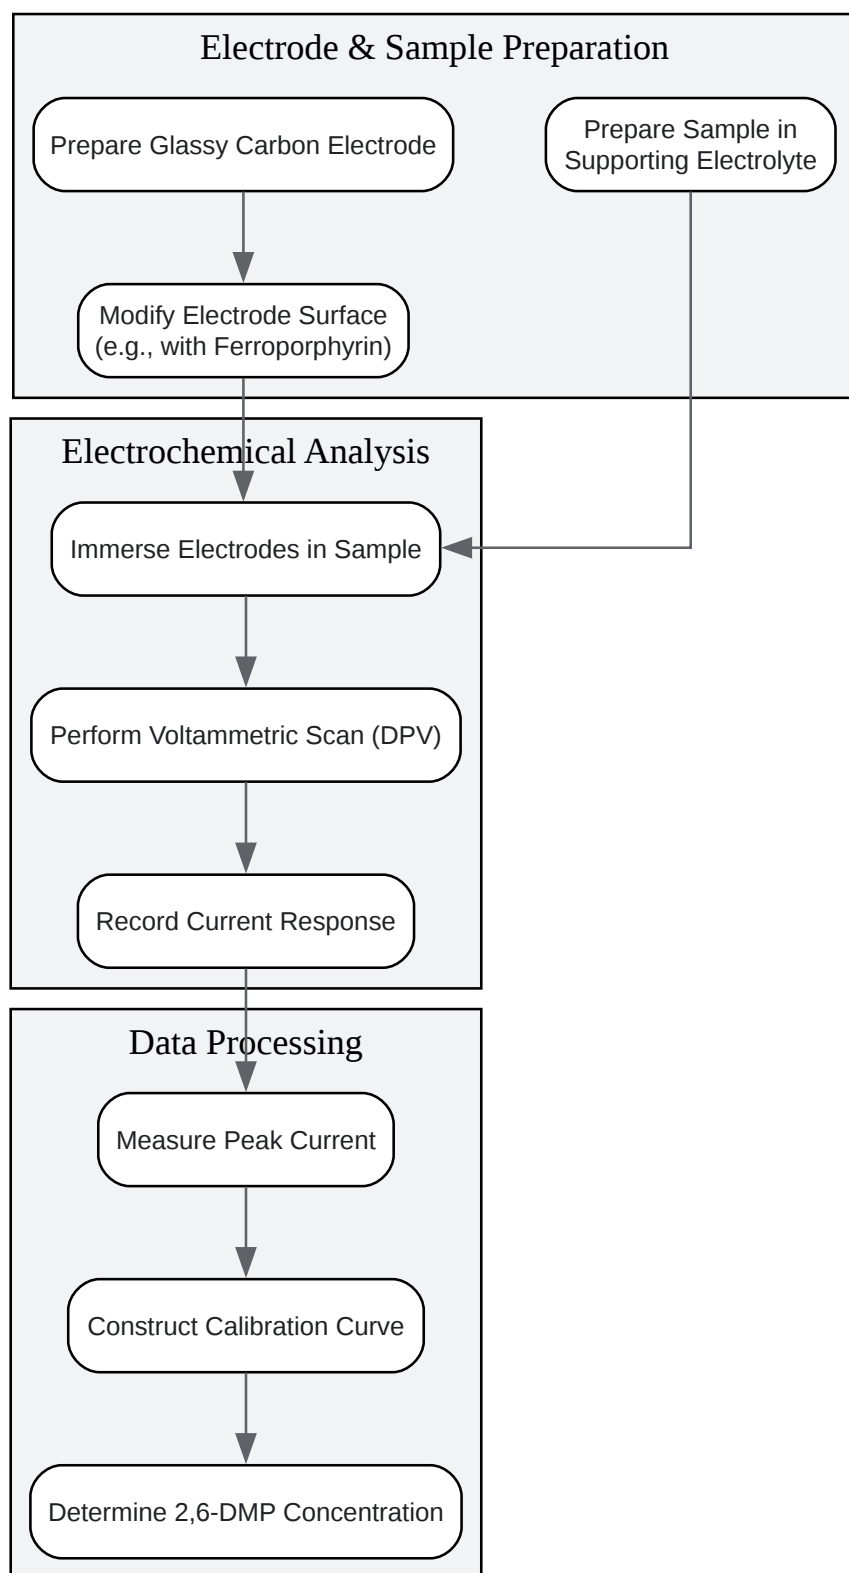 Electrode & Sample Preparation
Prepare Glassy Carbon Electrode
Prepare Sample in
Supporting Electrolyte
Modify Electrode Surface
(e.g., with Ferroporphyrin)
Electrochemical Analysis
Immerse Electrodes in Sample
Perform Voltammetric Scan (DPV)
Record Current Response
Data Processing
Measure Peak Current
Construct Calibration Curve
Determine 2,6-DMP Concentration